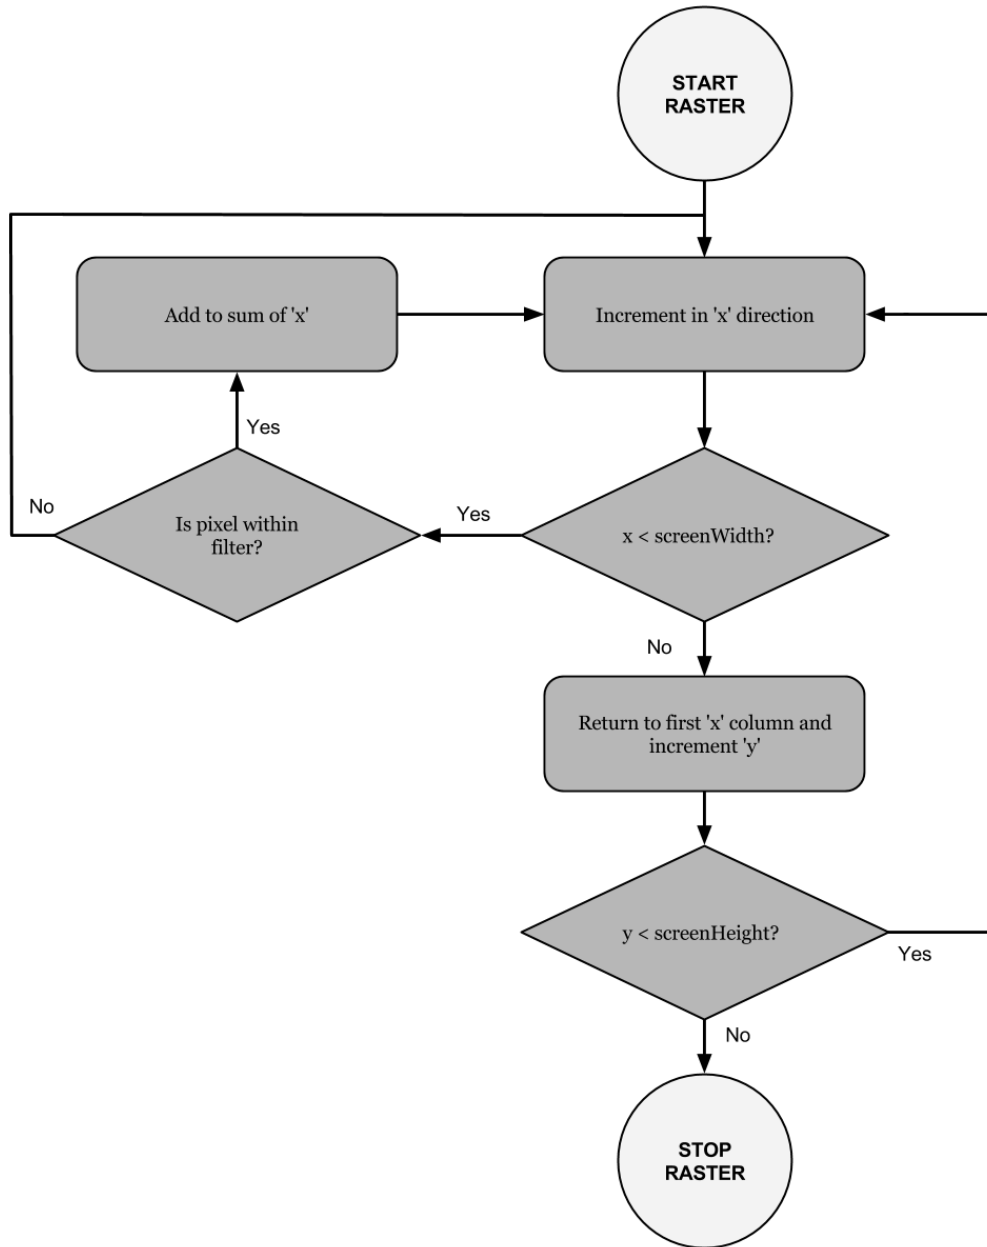 START
RASTER
Add to sum of 'x'
Increment in 'x' direction
Yes
No
Is pixel within
filter?
Yes
x < screenWidth?
No
Return to first 'x' column and
increment 'y'
y < screenHeight?
Yes
No
STOP
RASTER